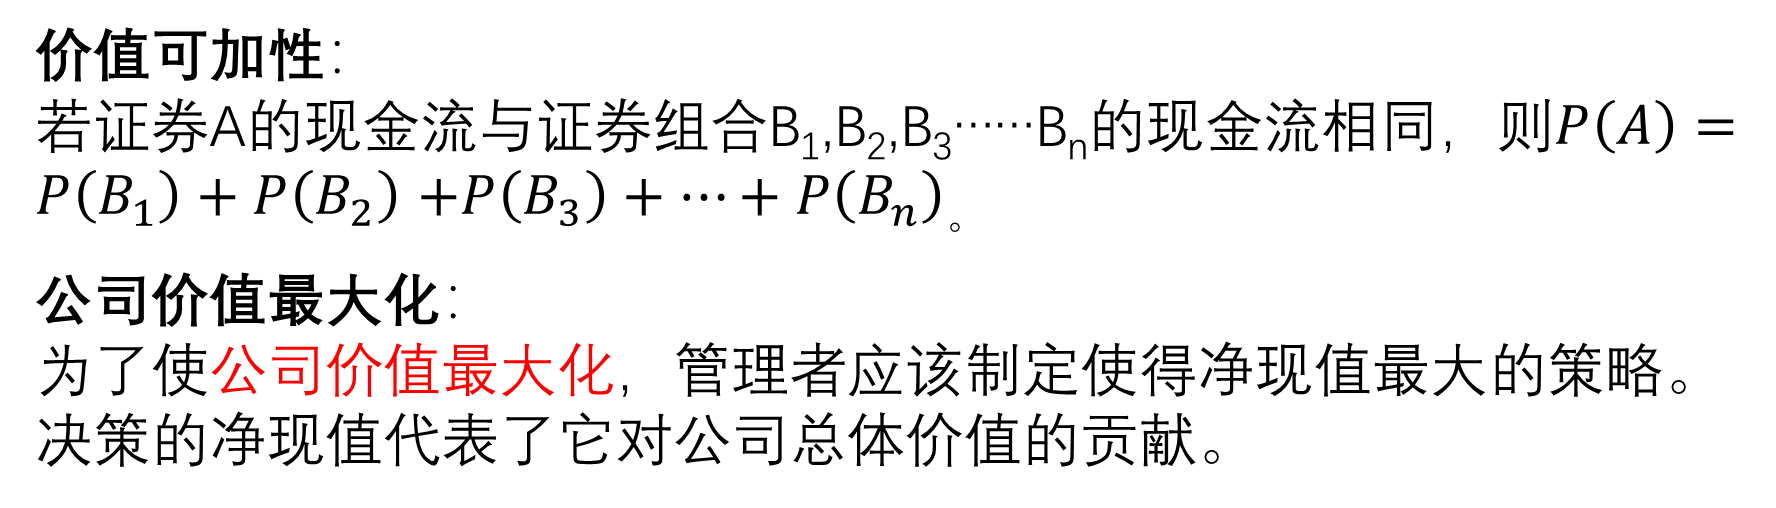 价值可加性:
若证券A的现金流与证券组合B₁,B₂,B₃⋯⋯Bₙ的现金流相同，则P(A) =
P(B₁) + P(B₂) +P(B₃) + ⋯ + P(Bₙ)。
公司价值最大化:
为了使公司价值最大化，管理者应该制定使得净现值最大的策略。
决策的净现值代表了它对公司总体价值的贡献。